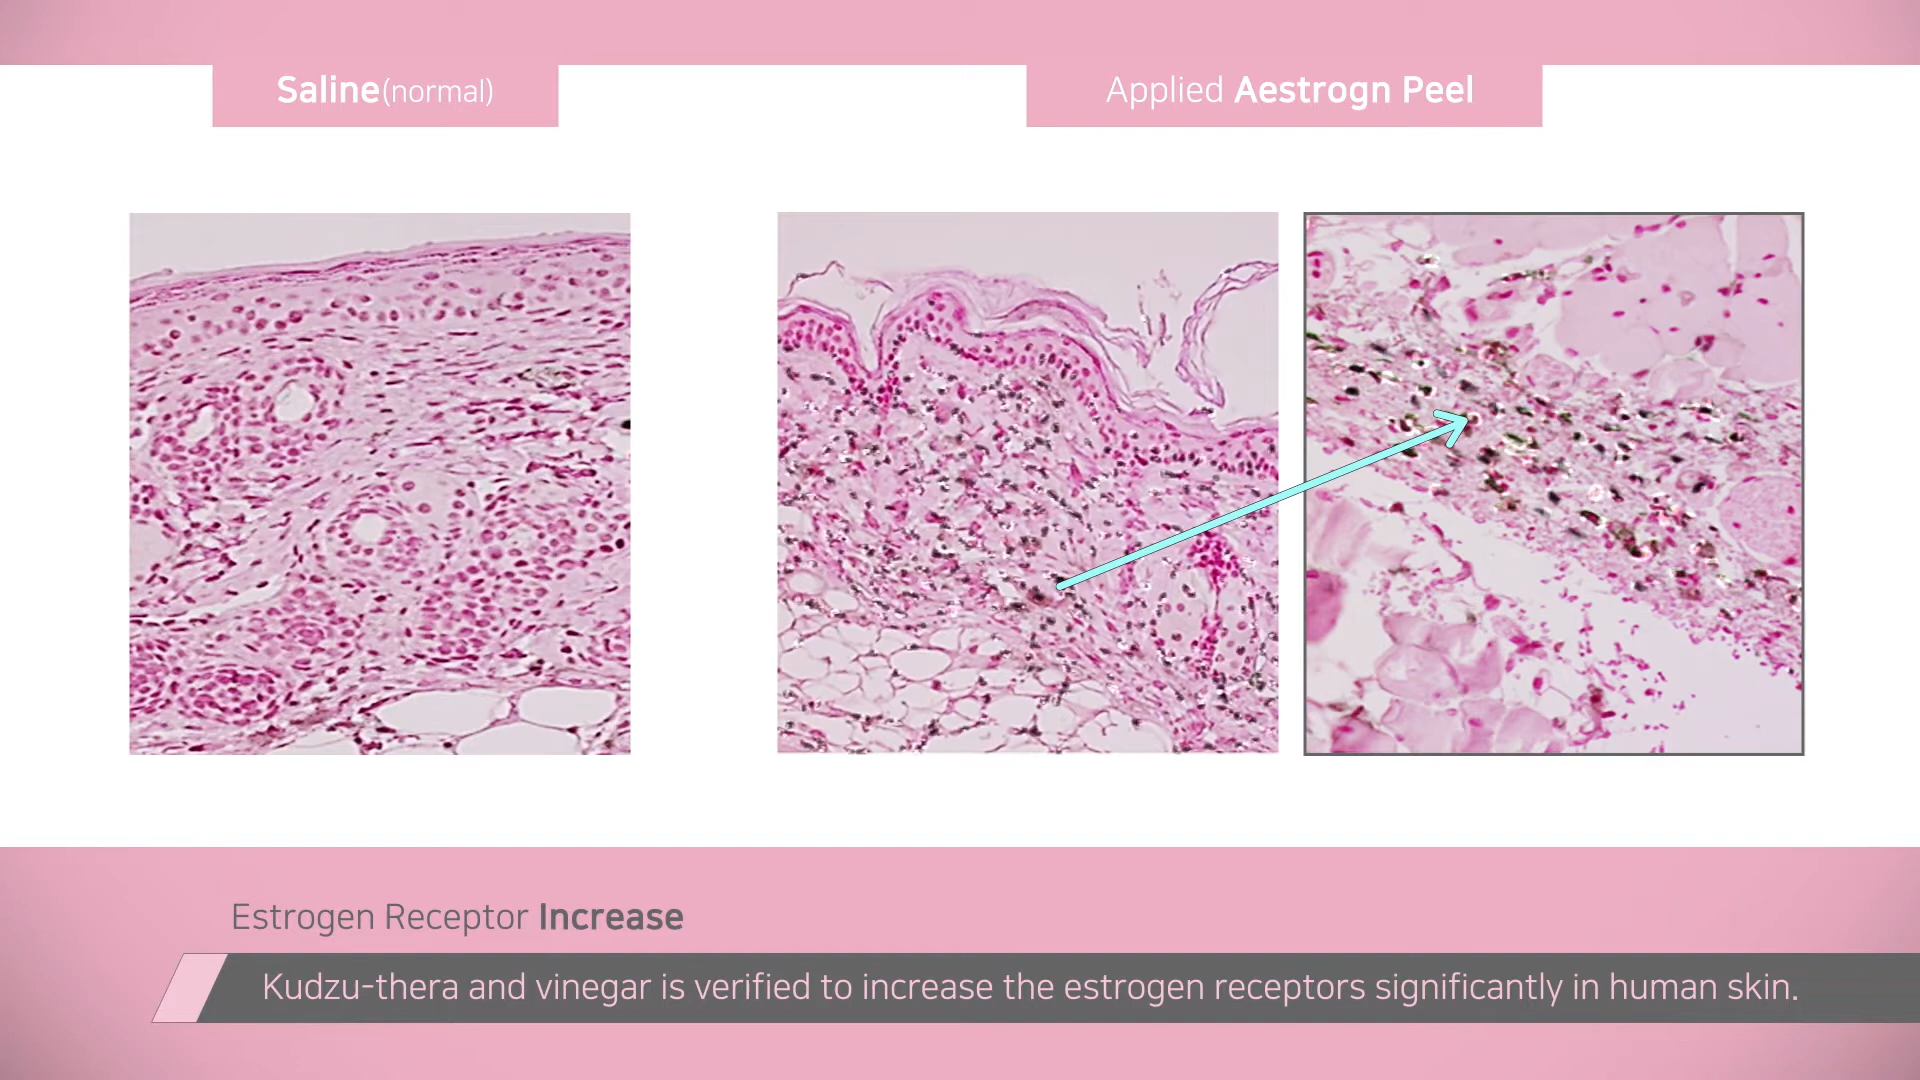 Saline(normal)
Applied Aestrogn Peel
Estrogen Receptor Increase
Kudzu-thera and vinegar is verified to increase the estrogen receptors significantly in human skin.